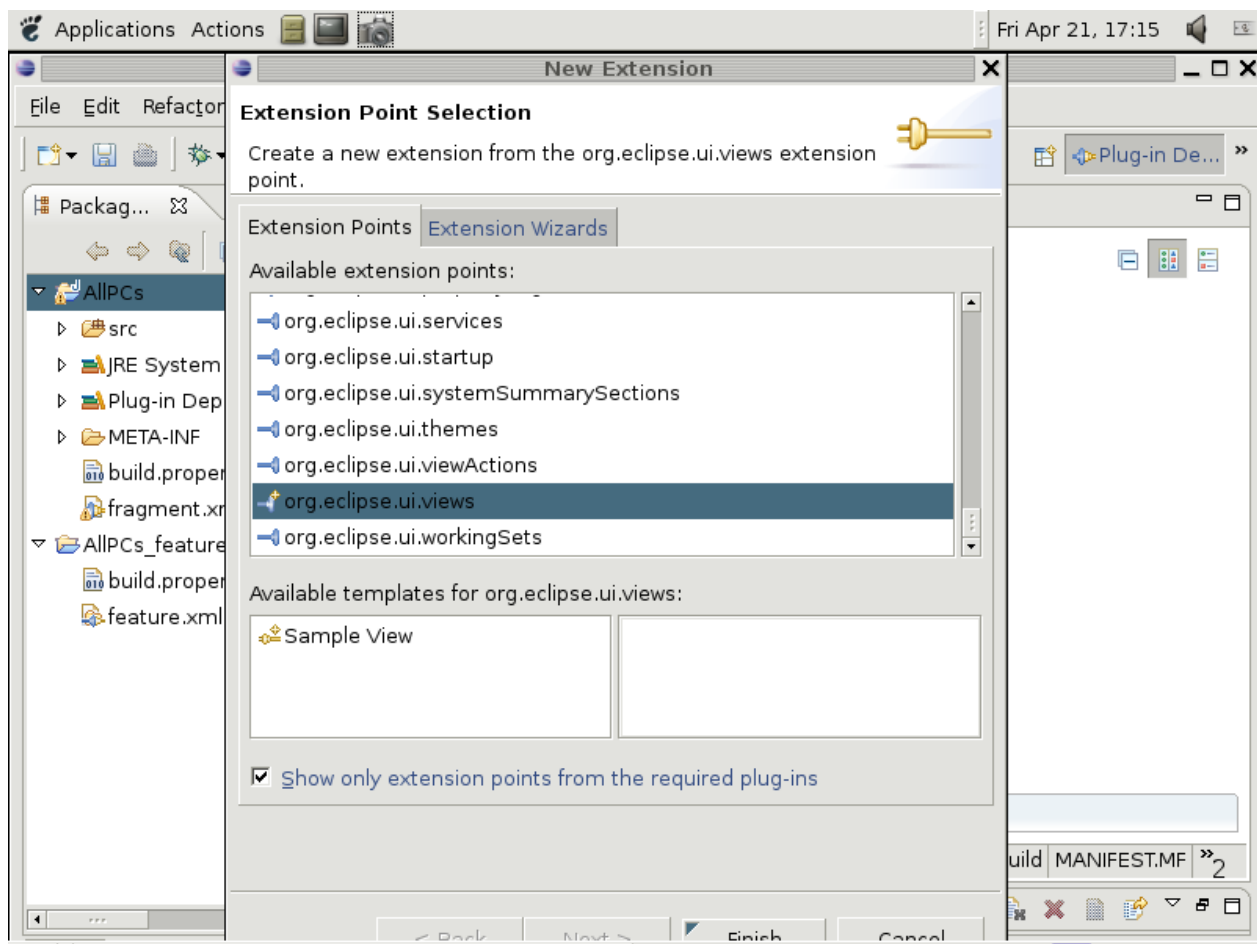 Applications Actions
Fri Apr 21, 17:15
New Extension
File Edit Refactor
Extension Point Selection
Create a new extension from the org.eclipse.ui.views extension
point.
Plug-in De... »
Packag...
Extension Points Extension Wizards
Available extension points:
AllPCs
src
JRE System
Plug-in Dep
META-INF
build.proper
fragment.xm
AllPCs_feature
build.proper
feature.xml
org.eclipse.ui.services
org.eclipse.ui.startup
org.eclipse.ui.systemSummarySections
org.eclipse.ui.themes
org.eclipse.ui.viewActions
org.eclipse.ui.views
org.eclipse.ui.workingSets
Available templates for org.eclipse.ui.views:
Sample View
Show only extension points from the required plug-ins
uild MANIFEST.MF »2
< Back Next > Finish Cancel